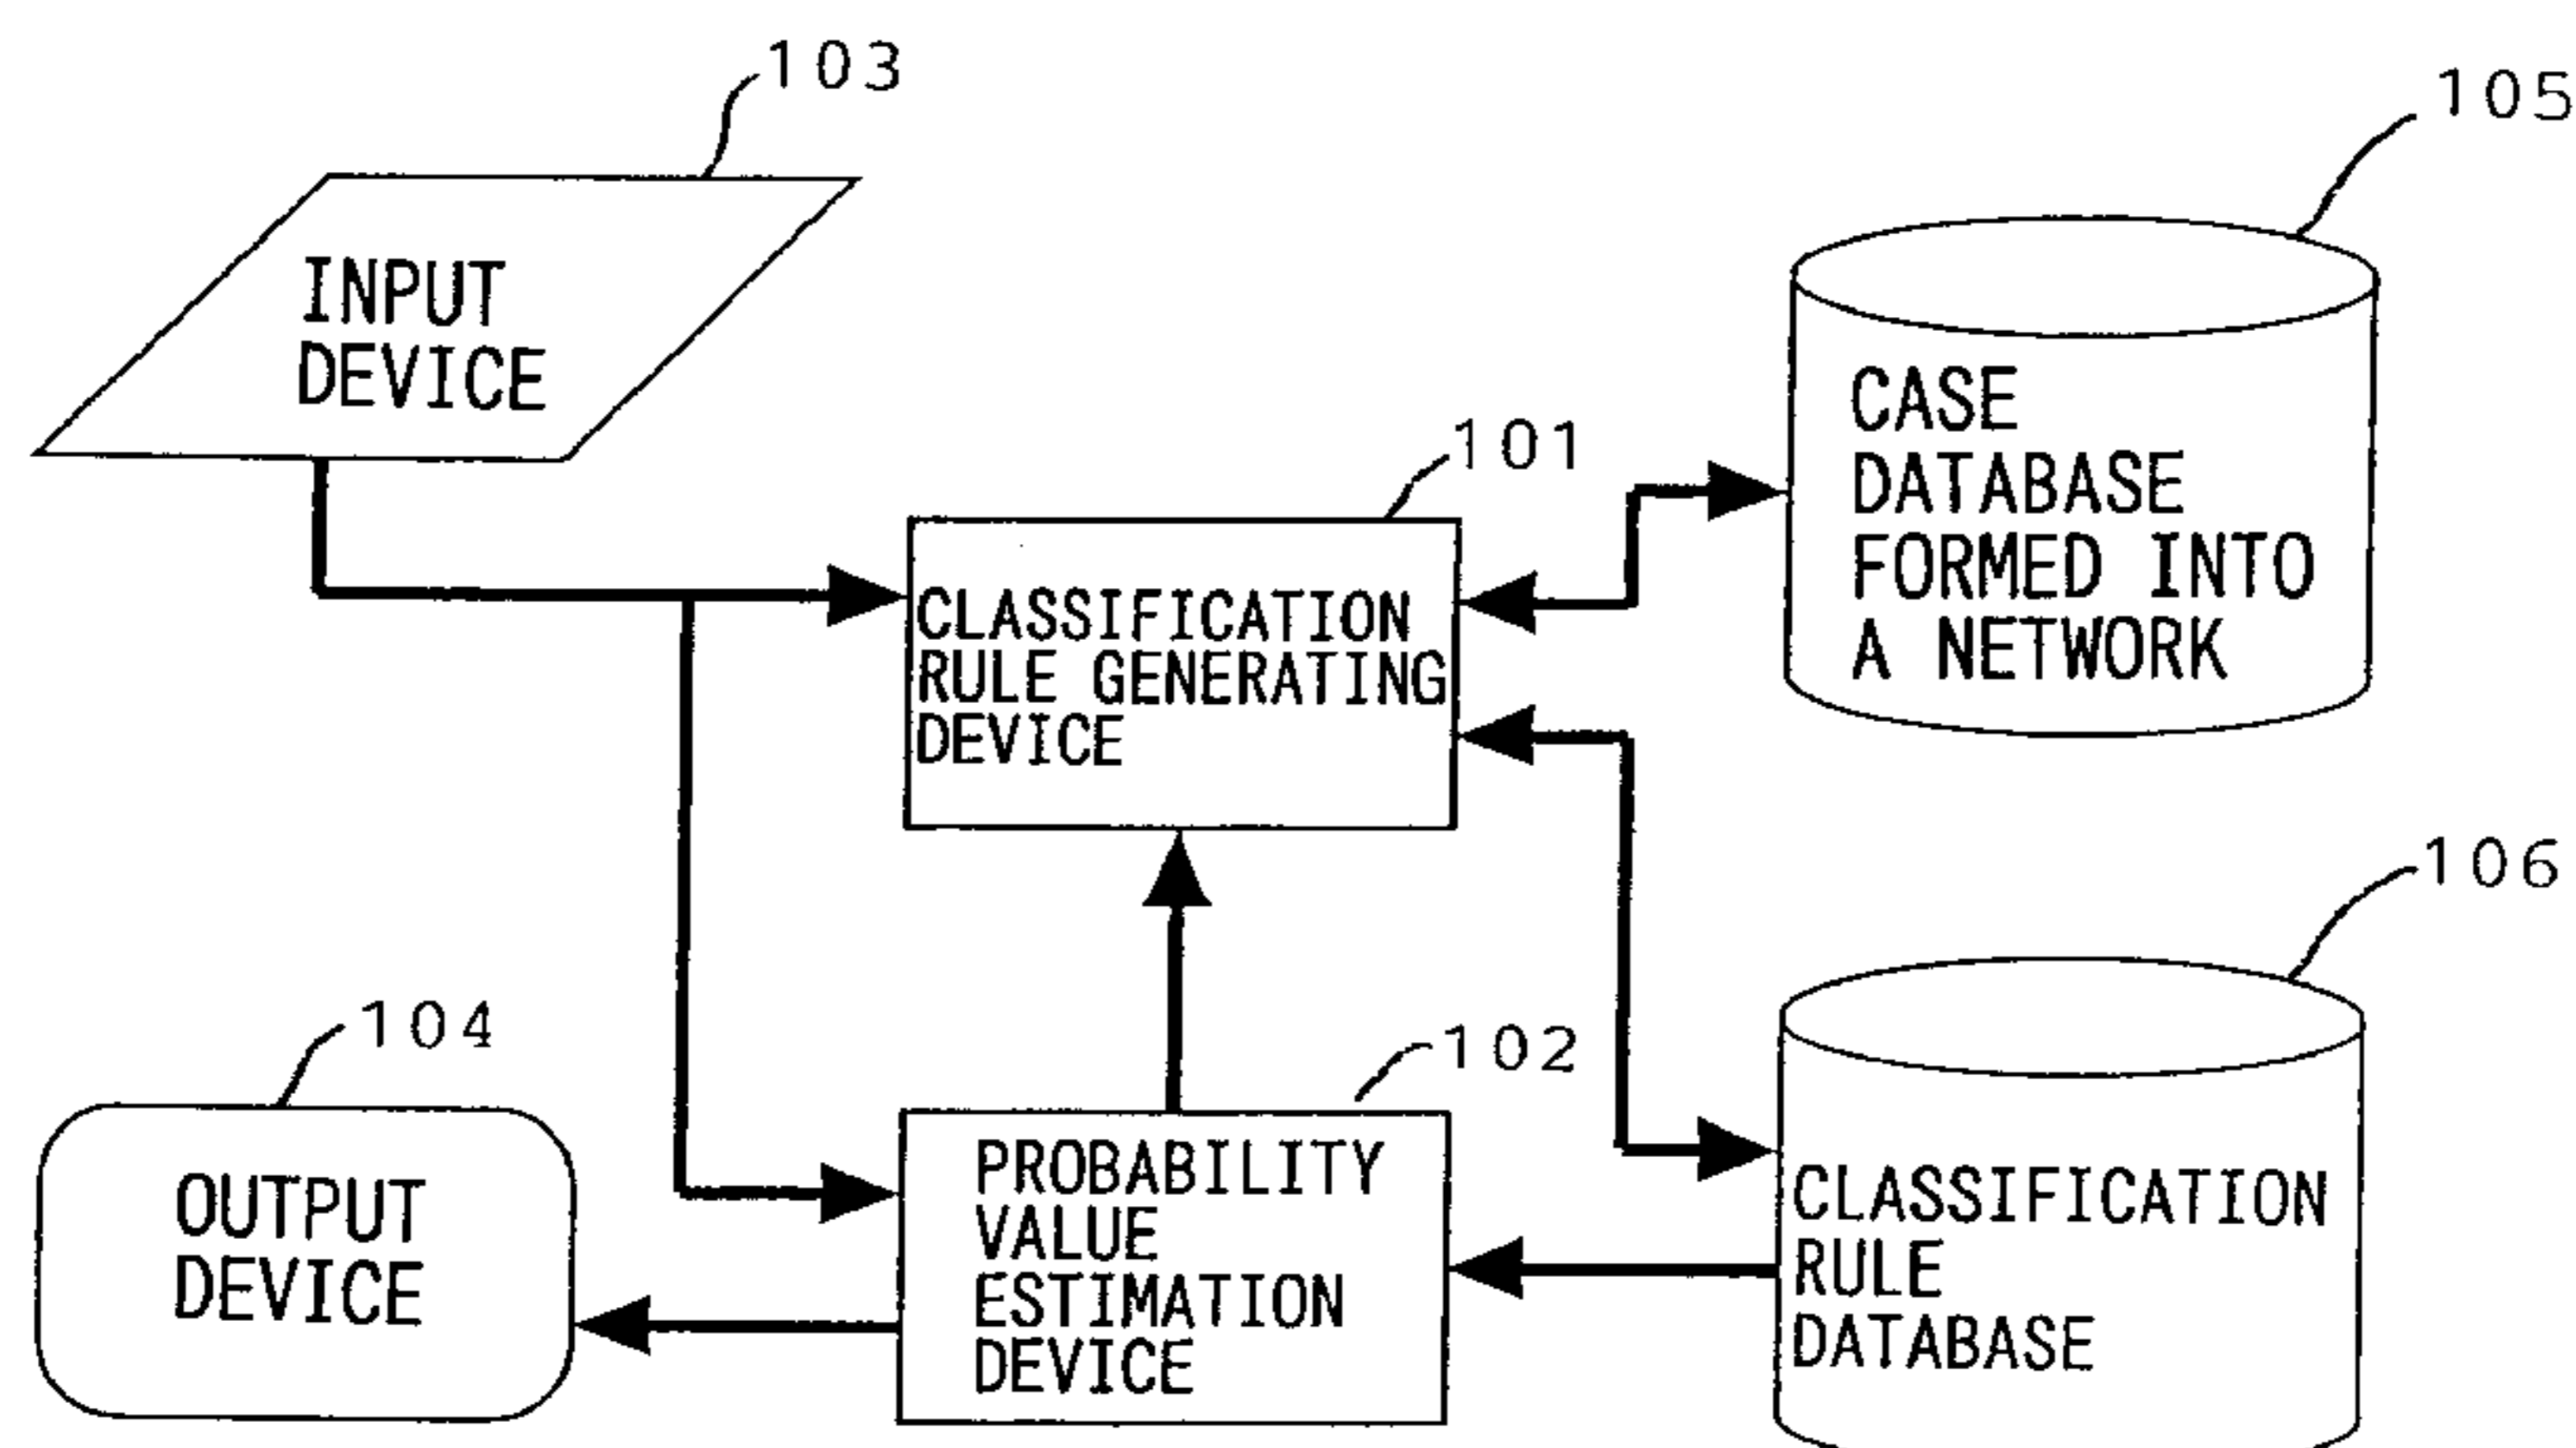 103
INPUT
DEVICE
105
CASE
DATABASE
FORMED INTO
A NETWORK
101
CLASSIFICATION
RULE GENERATING
DEVICE
106
CLASSIFICATION
RULE
DATABASE
102
PROBABILITY
VALUE
ESTIMATION
DEVICE
104
OUTPUT
DEVICE